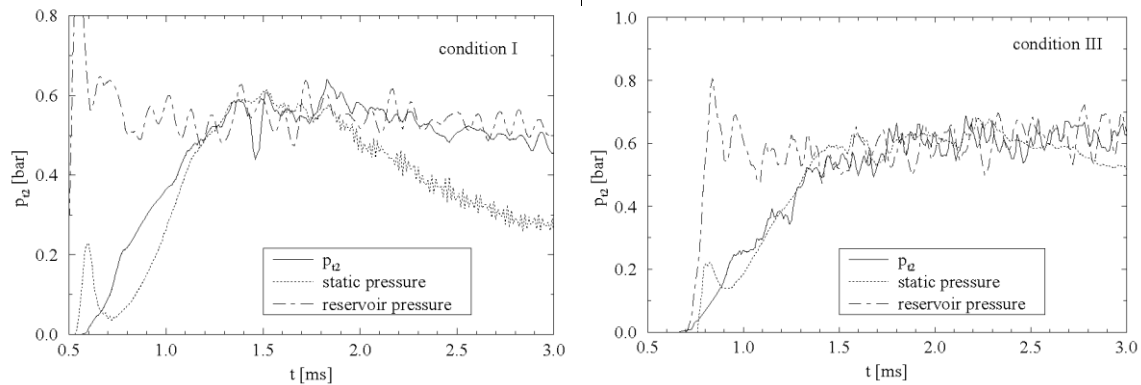 0.8
condition I
0.6
0.4
p_t2 [bar]
0.2
p_t2
static pressure
reservoir pressure
0.0
0.5 1.0 1.5 2.0 2.5 3.0
t [ms]
1.0
condition III
0.8
0.6
p_t2 [bar]
0.4
0.2
p_t2
static pressure
reservoir pressure
0.0
0.5 1.0 1.5 2.0 2.5 3.0
t [ms]